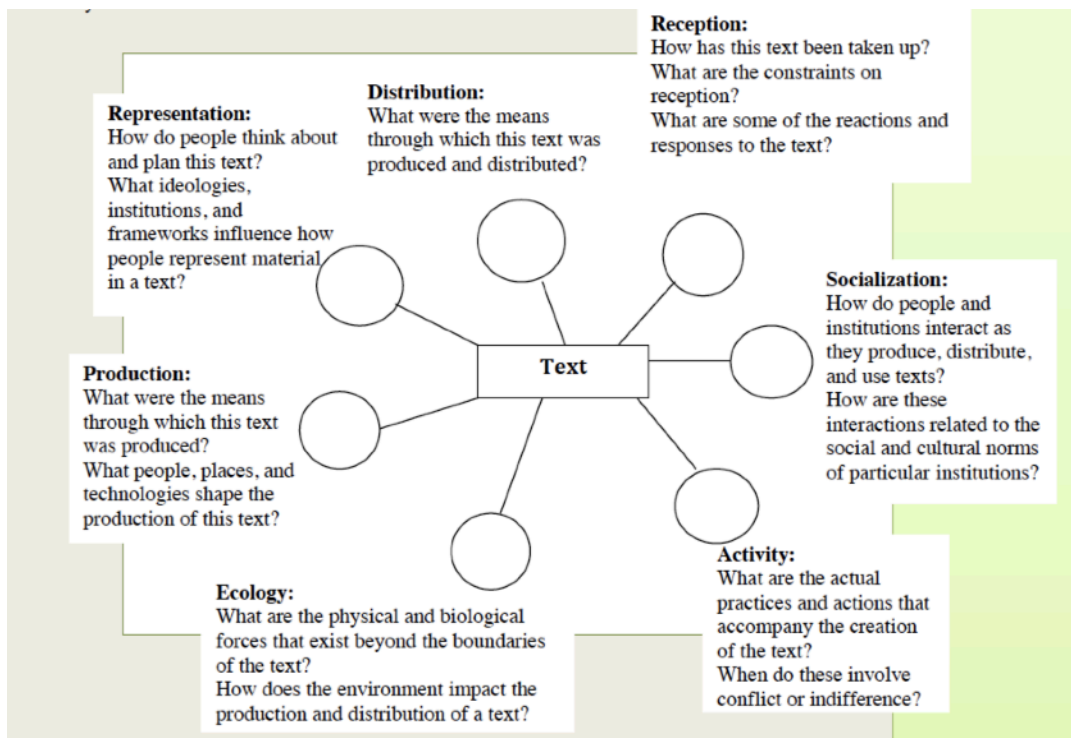 Reception:
How has this text been taken up?
What are the constraints on
reception?
What are some of the reactions and
responses to the text?
Distribution:
What were the means
through which this text was
produced and distributed?
Representation:
How do people think about
and plan this text?
What ideologies,
institutions, and
frameworks influence how
people represent material
in a text?
Socialization:
How do people and
institutions interact as
they produce, distribute,
and use texts?
How are these
interactions related to the
social and cultural norms
of particular institutions?
Text
Production:
What were the means
through which this text
was produced?
What people, places, and
technologies shape the
production of this text?
Activity:
What are the actual
practices and actions that
accompany the creation
of the text?
When do these involve
conflict or indifference?
Ecology:
What are the physical and biological
forces that exist beyond the boundaries
of the text?
How does the environment impact the
production and distribution of a text?